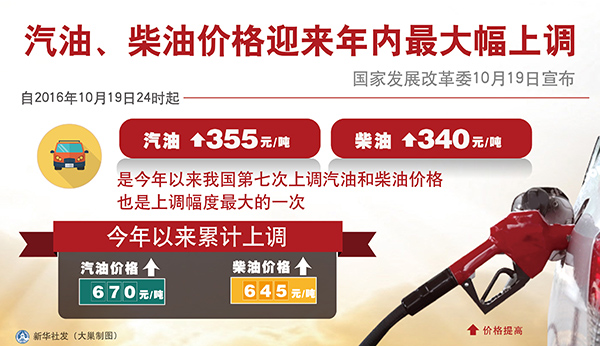 汽油、柴油价格迎来年内最大幅上调
国家发展改革委10月19日宣布
自2016年10月19日24时起
汽油 355元/吨
柴油 340元/吨
是今年以来我国第七次上调汽油和柴油价格
也是上调幅度最大的一次
今年以来累计上调
汽油价格
柴油价格
670元/吨
645元/吨
新华社发（大巢制图）
价格提高